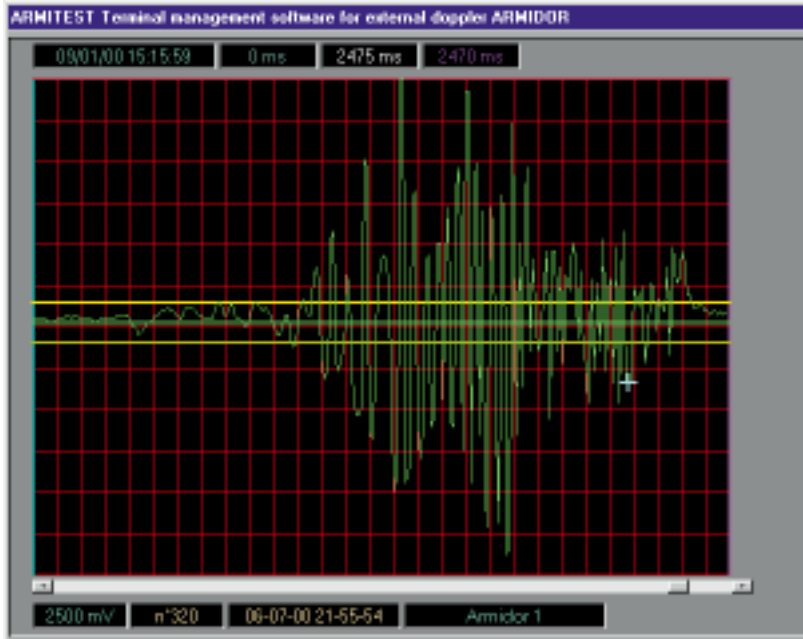 ARMITEST Terminal management software for external doppler ARMIDOR
09/01/00 15:15:59 0 ms 2475 ms 2470 ms
2500 mV n°320 06-07-00 21-55-54 Armidor 1